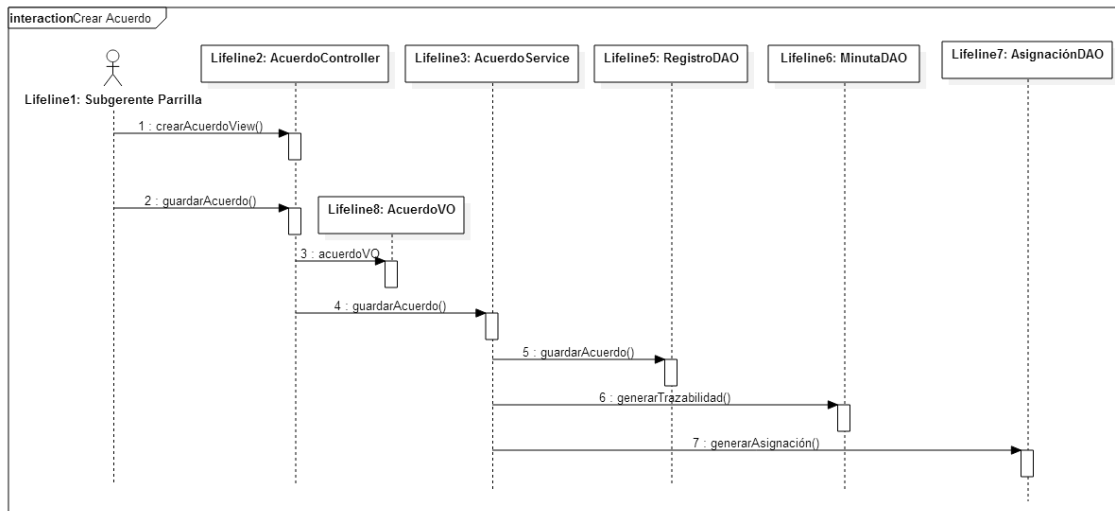 interactionCrear Acuerdo
Lifeline2: AcuerdoController
Lifeline3: AcuerdoService
Lifeline5: RegistroDAO
Lifeline6: MinutaDAO
Lifeline7: AsignaciónDAO
Lifeline1: Subgerente Parrilla
1 : crearAcuerdoView()
2 : guardarAcuerdo()
Lifeline8: AcuerdoVO
3 : acuerdoVO
4 : guardarAcuerdo()
5 : guardarAcuerdo()
6 : generarTrazabilidad()
7 : generarAsignación()